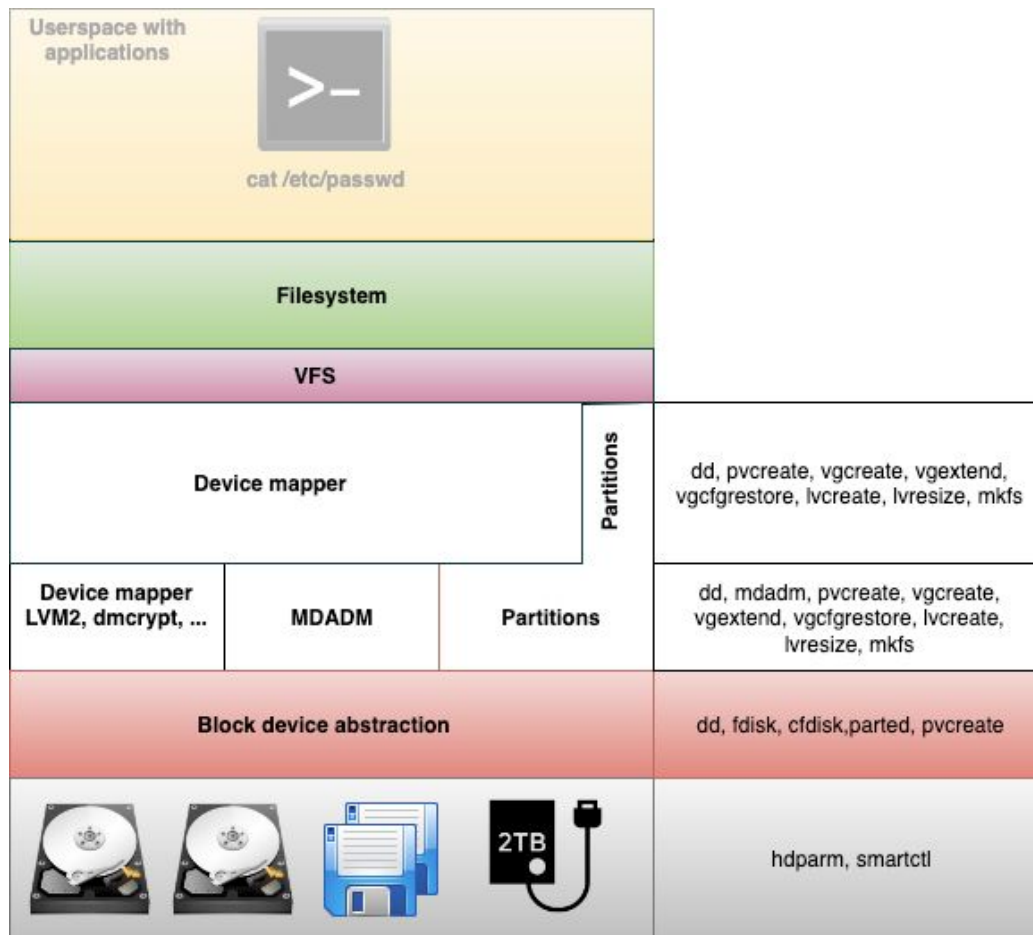 Userspace with
applications
>-
cat /etc/passwd
Filesystem
VFS
Device mapper
Partitions
dd, pvcreate, vgcreate, vgextend,
vgcfgrestore, lvcreate, lvresize, mkfs
Device mapper
LVM2, dmcrypt, ...
MDADM
Partitions
dd, mdadm, pvcreate, vgcreate,
vgextend, vgcfgrestore, lvcreate,
lvresize, mkfs
Block device abstraction
dd, fdisk, cfdisk,parted, pvcreate
2TB
hdparm, smartctl